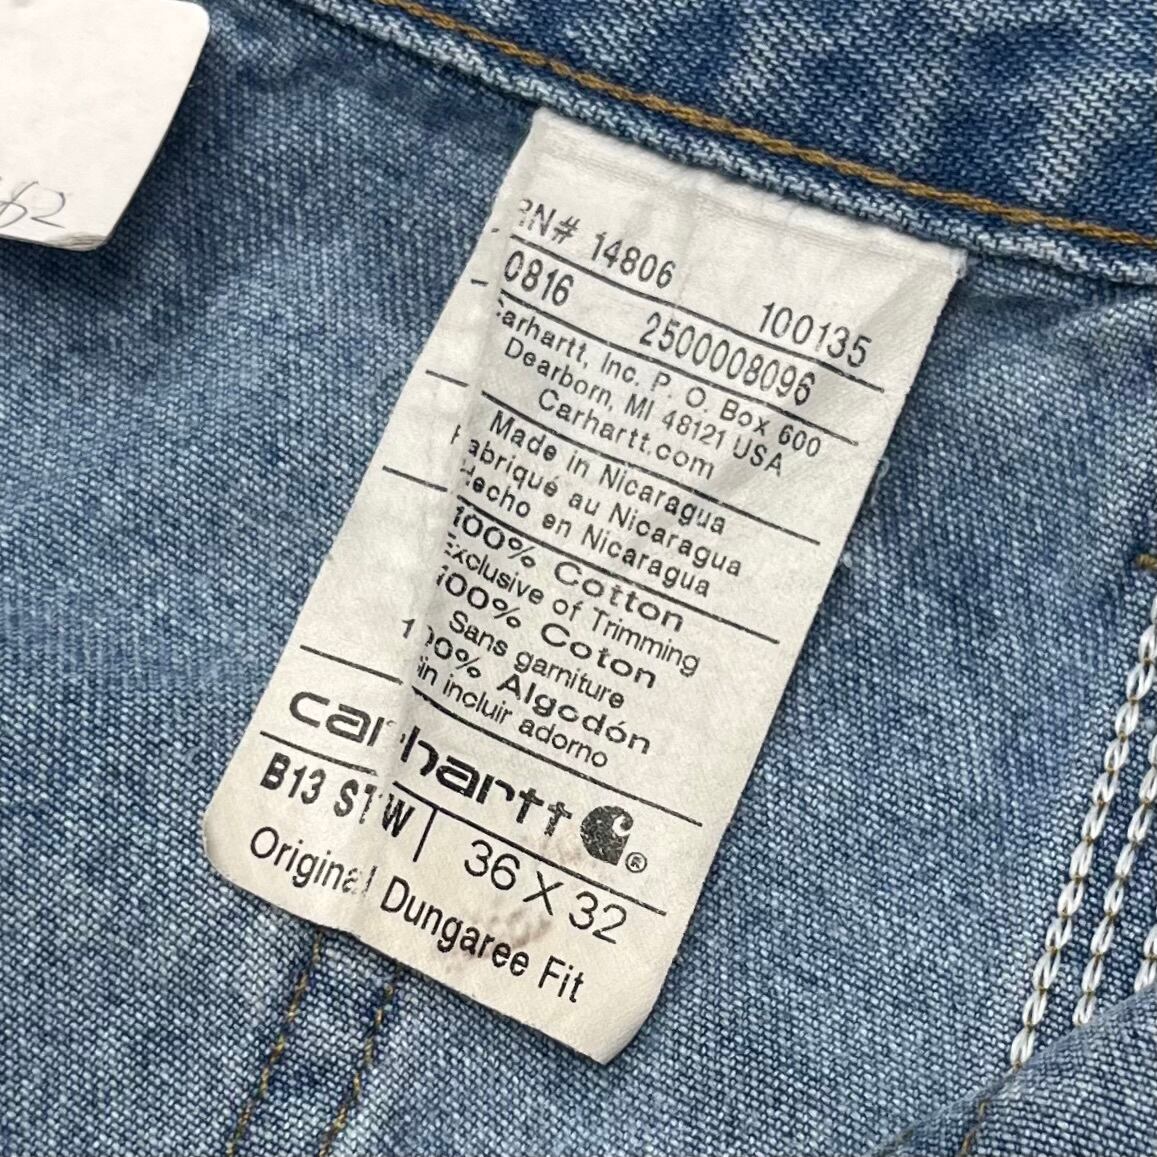 RN# 14806 100135
0816 2500008096
Carhartt, Inc. P. O. Box 600
Dearborn, MI 48121 USA
Carhartt.com
Made in Nicaragua
Fabriqué au Nicaragua
Hecho en Nicaragua
100% Cotton
Exclusive of Trimming
100% Coton
Sans garniture
100% Algodón
Sin incluir adorno
carhartt ®
B13 STW 36 X 32
Original Dungaree Fit